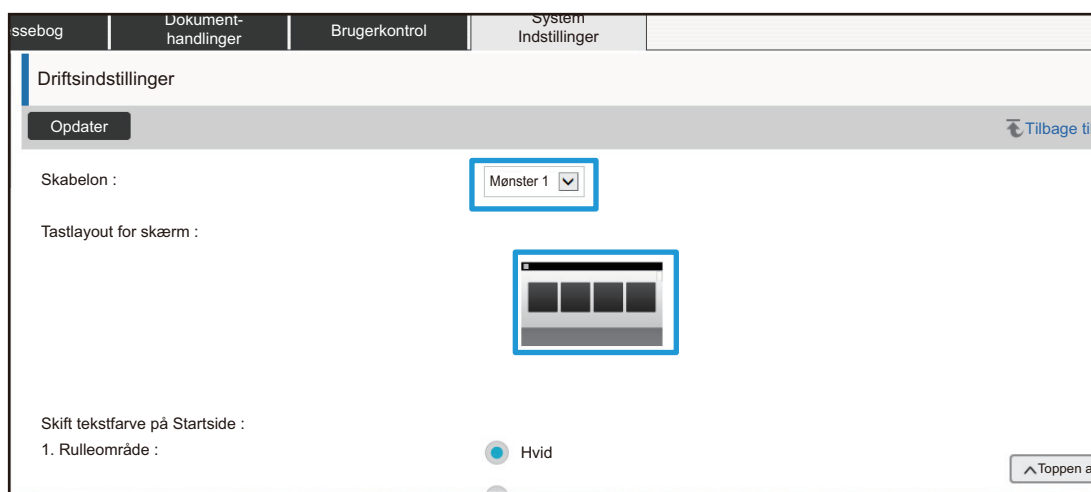 ssebog
Dokument-
handlinger
Brugerkontrol
System
Indstillinger
Driftsindstillinger
Opdater
Tilbage ti
Skabelon :
Mønster 1
Tastlayout for skærm :
Skift tekstfarve på Startside :
1. Rulleområde :
Hvid
Toppen a